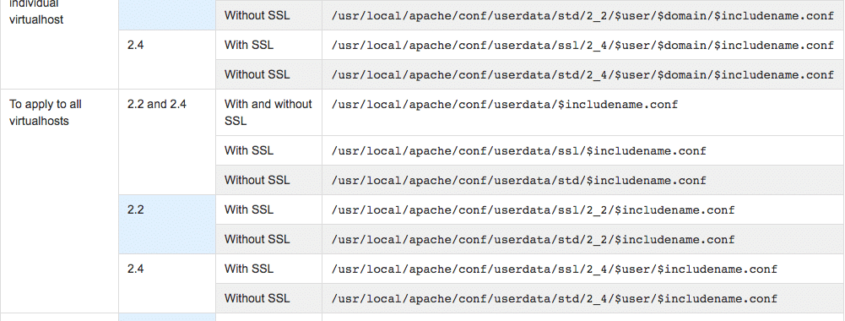 individual
virtualhost
Without SSL /usr/local/apache/conf/userdata/std/2_2/$user/$domain/$includename.conf
2.4 With SSL /usr/local/apache/conf/userdata/ssl/2_4/$user/$domain/$includename.conf
Without SSL /usr/local/apache/conf/userdata/std/2_4/$user/$domain/$includename.conf
To apply to all
virtualhosts
2.2 and 2.4 With and without
SSL
/usr/local/apache/conf/userdata/$includename.conf
With SSL /usr/local/apache/conf/userdata/ssl/$includename.conf
Without SSL /usr/local/apache/conf/userdata/std/$includename.conf
2.2 With SSL /usr/local/apache/conf/userdata/ssl/2_2/$includename.conf
Without SSL /usr/local/apache/conf/userdata/std/2_2/$includename.conf
2.4 With SSL /usr/local/apache/conf/userdata/ssl/2_4/$user/$includename.conf
Without SSL /usr/local/apache/conf/userdata/std/2_4/$user/$includename.conf